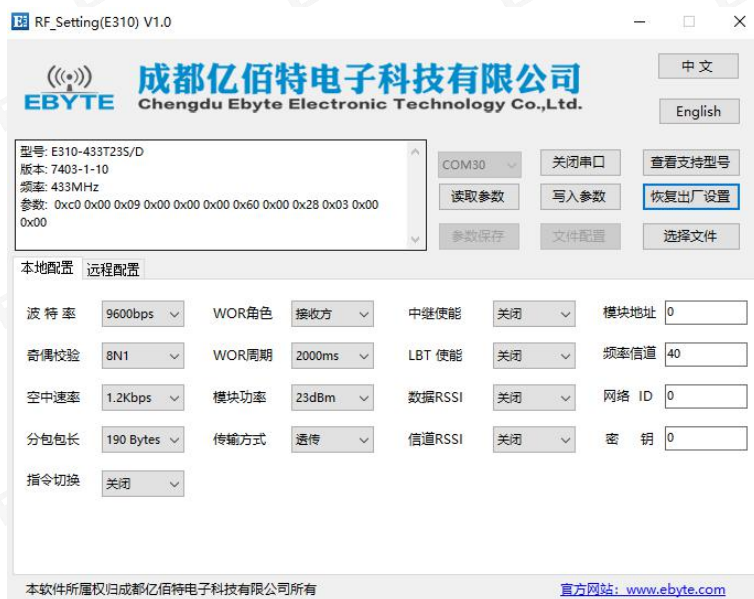 RF_Setting(E310) V1.0
EBYTE
成都亿佰特电子科技有限公司
Chengdu Ebyte Electronic Technology Co.,Ltd.
中 文
English
型号: E310-433T23S/D
版本: 7403-1-10
频率: 433MHz
参数: 0xc0 0x00 0x09 0x00 0x00 0x00 0x60 0x00 0x28 0x03 0x00
0x00
COM30 关闭串口 查看支持型号
读取参数 写入参数 恢复出厂设置
参数保存 文件配置 选择文件
本地配置 远程配置
波 特 率 9600bps WOR角色 接收方 中继使能 关闭 模块地址 0
奇偶校验 8N1 WOR周期 2000ms LBT 使能 关闭 频率信道 40
空中速率 1.2Kbps 模块功率 23dBm 数据RSSI 关闭 网络 ID 0
分包包长 190 Bytes 传输方式 透传 信道RSSI 关闭 密 钥 0
指令切换 关闭
本软件所属权归成都亿佰特电子科技有限公司所有 官方网站：www.ebyte.com